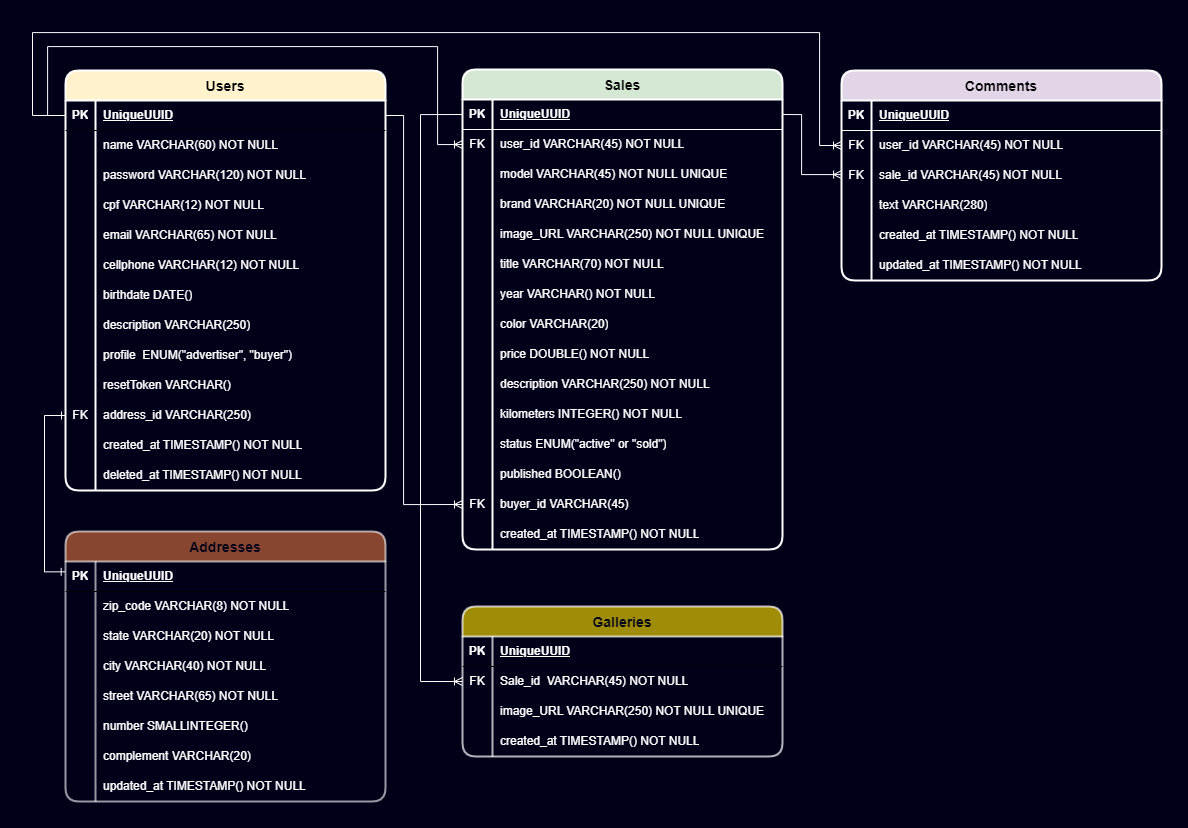 Users
PK UniqueUUID
name VARCHAR(60) NOT NULL
password VARCHAR(120) NOT NULL
cpf VARCHAR(12) NOT NULL
email VARCHAR(65) NOT NULL
cellphone VARCHAR(12) NOT NULL
birthdate DATE()
description VARCHAR(250)
profile  ENUM("advertiser", "buyer")
resetToken VARCHAR()
FK address_id VARCHAR(250)
created_at TIMESTAMP() NOT NULL
deleted_at TIMESTAMP() NOT NULL
Addresses
PK UniqueUUID
zip_code VARCHAR(8) NOT NULL
state VARCHAR(20) NOT NULL
city VARCHAR(40) NOT NULL
street VARCHAR(65) NOT NULL
number SMALLINTEGER()
complement VARCHAR(20)
updated_at TIMESTAMP() NOT NULL
Sales
PK UniqueUUID
FK user_id VARCHAR(45) NOT NULL
model VARCHAR(45) NOT NULL UNIQUE
brand VARCHAR(20) NOT NULL UNIQUE
image_URL VARCHAR(250) NOT NULL UNIQUE
title VARCHAR(70) NOT NULL
year VARCHAR() NOT NULL
color VARCHAR(20)
price DOUBLE() NOT NULL
description VARCHAR(250) NOT NULL
kilometers INTEGER() NOT NULL
status ENUM("active" or "sold")
published BOOLEAN()
FK buyer_id VARCHAR(45)
created_at TIMESTAMP() NOT NULL
Galleries
PK UniqueUUID
FK Sale_id  VARCHAR(45) NOT NULL
image_URL VARCHAR(250) NOT NULL UNIQUE
created_at TIMESTAMP() NOT NULL
Comments
PK UniqueUUID
FK user_id VARCHAR(45) NOT NULL
FK sale_id VARCHAR(45) NOT NULL
text VARCHAR(280)
created_at TIMESTAMP() NOT NULL
updated_at TIMESTAMP() NOT NULL